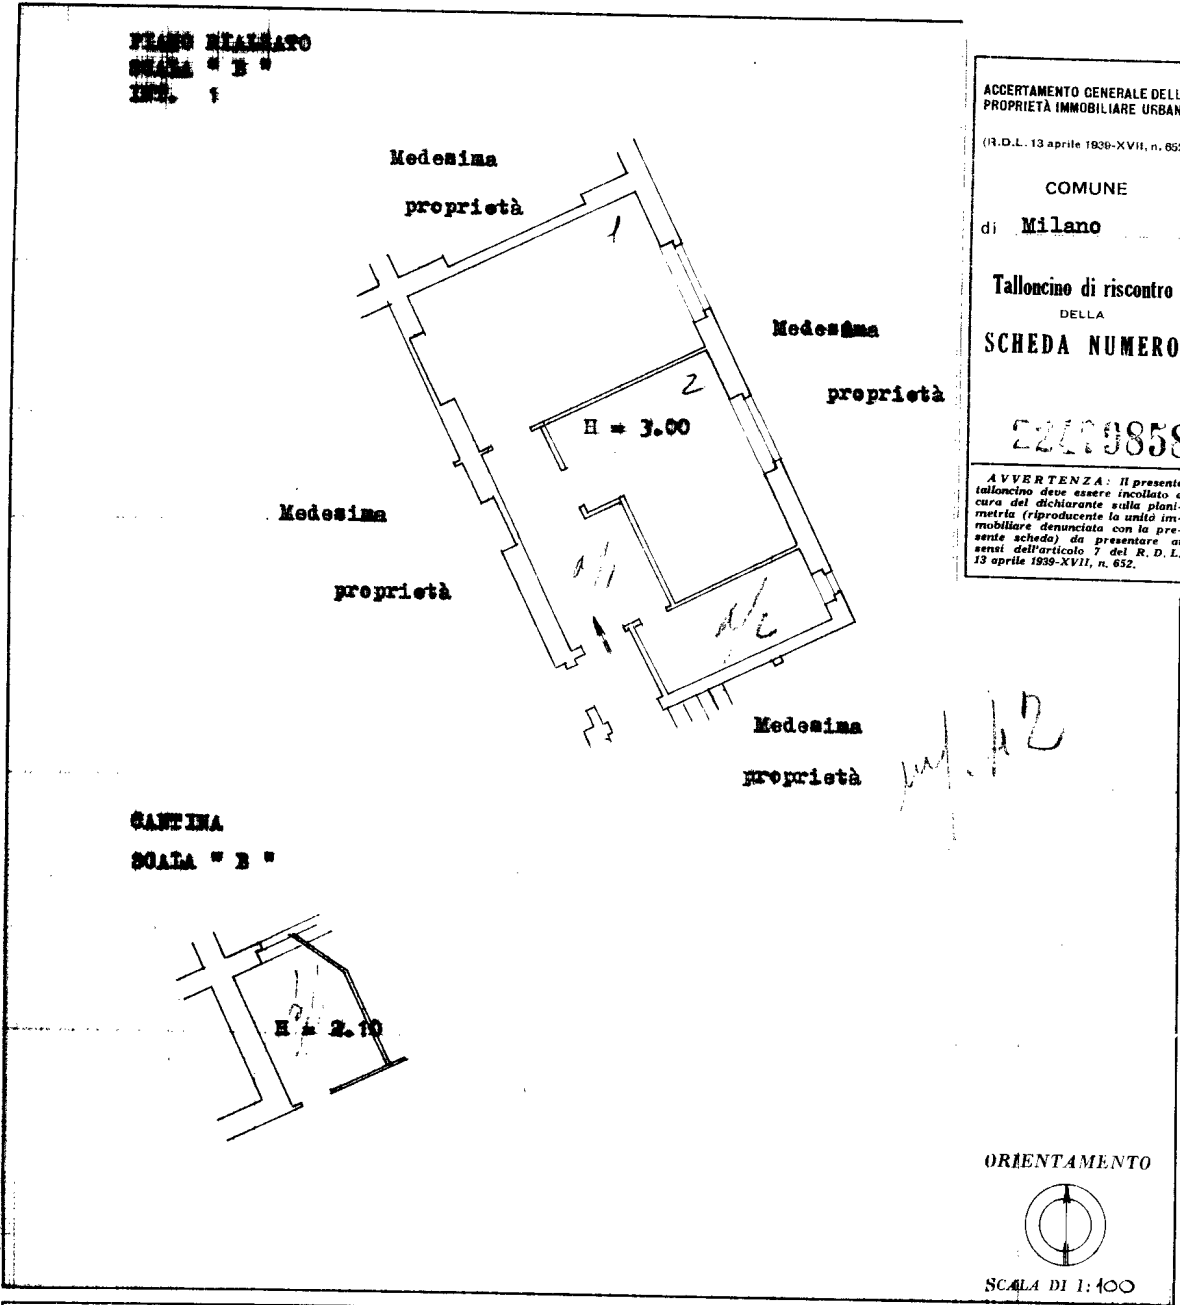 PIANO RIALZATO
SCALA " B "
INT. 1
Medesima
proprietà
1
Medesima
proprietà
2
H = 3.00
Medesima
proprietà
a/1
a/2
Medesima
proprietà
CANTINA
SCALA " B "
H = 2.10
ACCERTAMENTO GENERALE DELL
PROPRIETÀ IMMOBILIARE URBAN
(R.D.L. 13 aprile 1939-XVII, n. 652
COMUNE
di Milano
Talloncino di riscontro
DELLA
SCHEDA NUMERO
AVVERTENZA: Il presente
talloncino deve essere incollato a
cura del dichiarante sulla plani-
metria (riproducente la unità im-
mobiliare denunciata con la pre-
sente scheda) da presentare ai
sensi dell'articolo 7 del R. D. L.
13 aprile 1939-XVII, n. 652.
ORIENTAMENTO
SCALA DI 1: 100